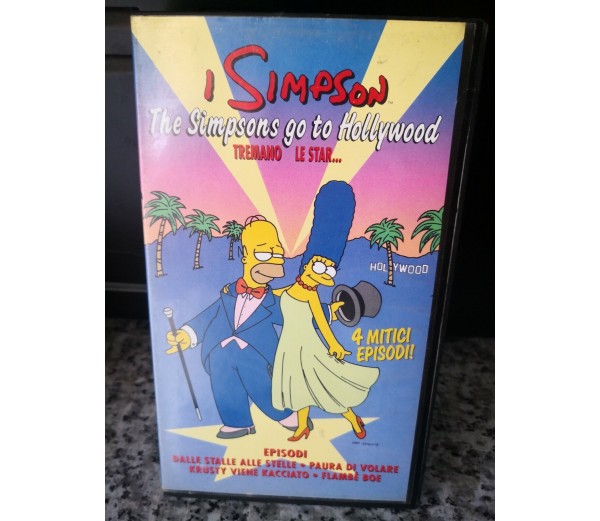 I SIMPSON
The Simpsons go to Hollywood
TREMANO LE STAR...
HOLLYWOOD
4 MITICI
EPISODI!
EPISODI
DALLE STALLE ALLE STELLE • PAURA DI VOLARE
KRUSTY VIENE KACCIATO • FLAMBÉ BOE